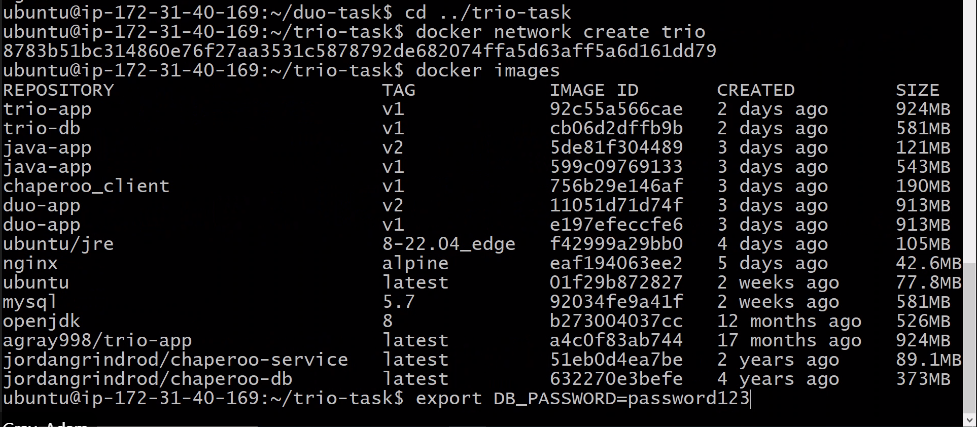 ubuntu@ip-172-31-40-169:~/duo-task$ cd ../trio-task
ubuntu@ip-172-31-40-169:~/trio-task$ docker network create trio
8783b51bc314860e76f27aa3531c5878792de682074ffa5d63aff5a6d161dd79
ubuntu@ip-172-31-40-169:~/trio-task$ docker images
REPOSITORY TAG IMAGE ID CREATED SIZE
trio-app v1 92c55a566cae 2 days ago 924MB
trio-db v1 cb06d2dffb9b 2 days ago 581MB
java-app v2 5de81f304489 3 days ago 121MB
java-app v1 599c09769133 3 days ago 543MB
chaperoo_client v1 756b29e146af 3 days ago 190MB
duo-app v2 11051d71d74f 3 days ago 913MB
duo-app v1 e197efeccfe6 3 days ago 913MB
ubuntu/jre 8-22.04_edge f42999a29bb0 4 days ago 105MB
nginx alpine eaf194063ee2 5 days ago 42.6MB
ubuntu latest 01f29b872827 2 weeks ago 77.8MB
mysql 5.7 92034fe9a41f 2 weeks ago 581MB
openjdk 8 b273004037cc 12 months ago 526MB
agray998/trio-app latest a4c0f83ab744 17 months ago 924MB
jordangrindrod/chaperoo-service latest 51eb0d4ea7be 2 years ago 89.1MB
jordangrindrod/chaperoo-db latest 632270e3befe 4 years ago 373MB
ubuntu@ip-172-31-40-169:~/trio-task$ export DB_PASSWORD=password123